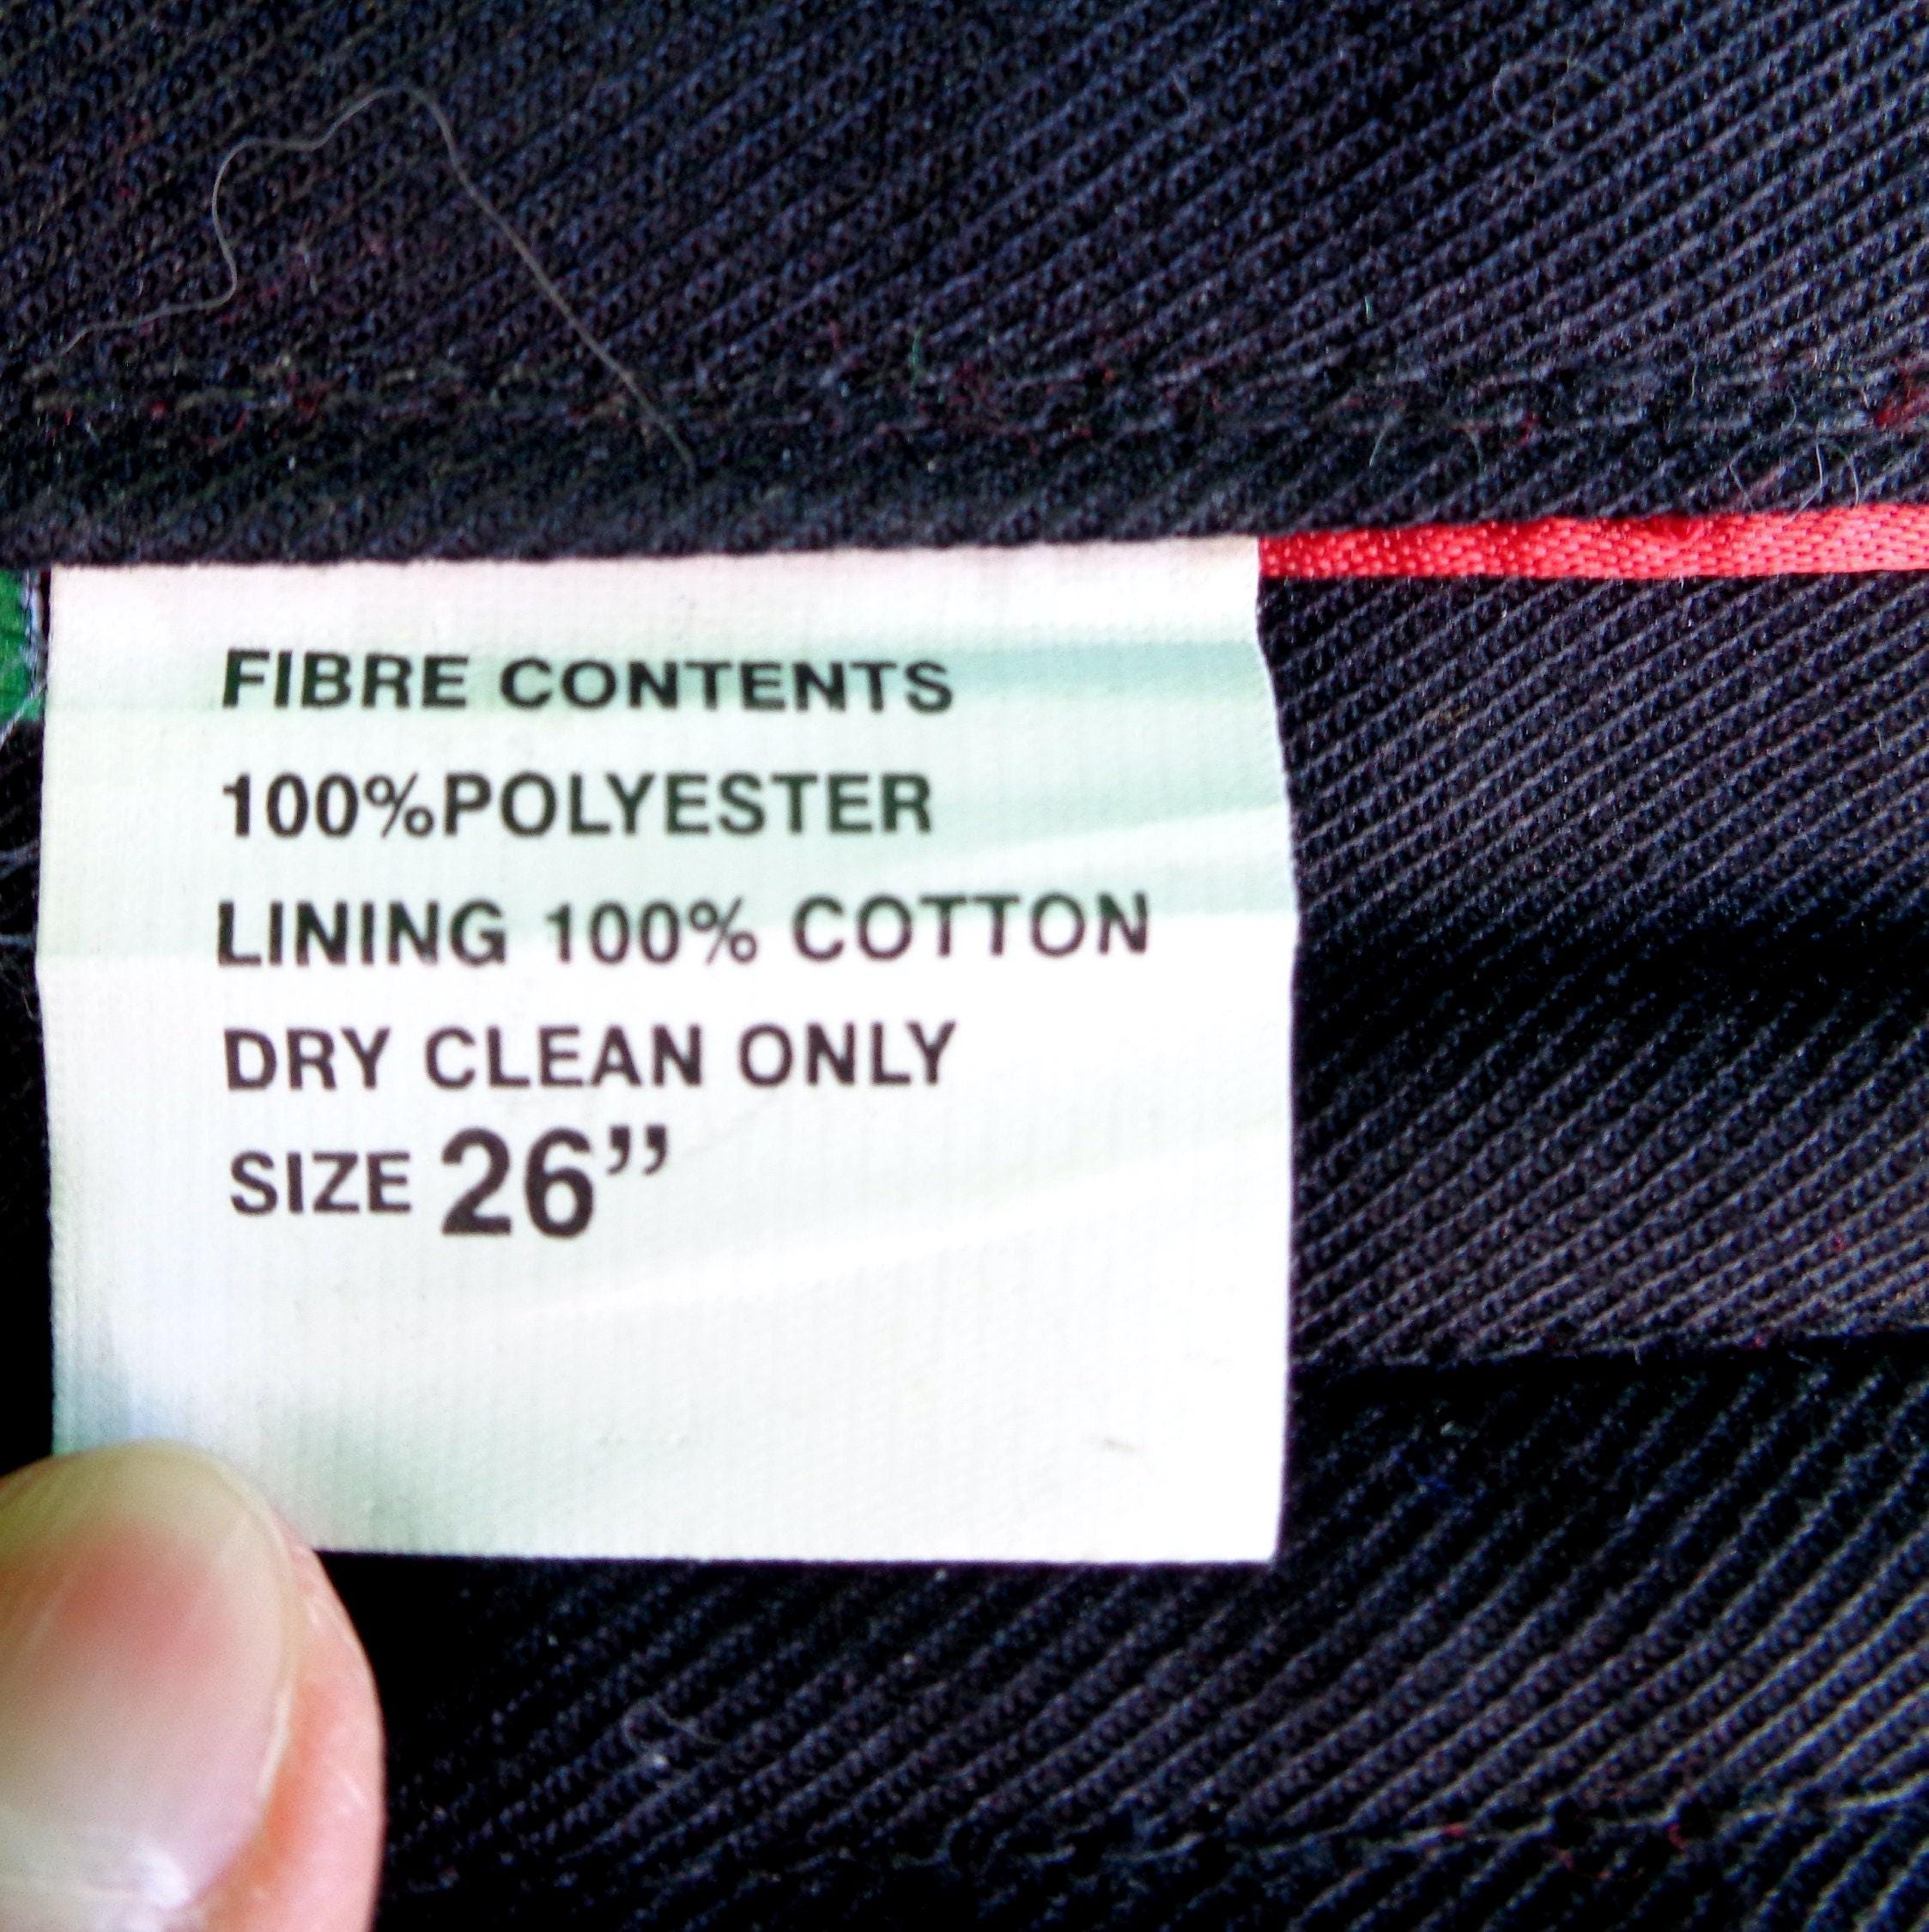 FIBRE CONTENTS
100%POLYESTER
LINING 100% COTTON
DRY CLEAN ONLY
SIZE 26”